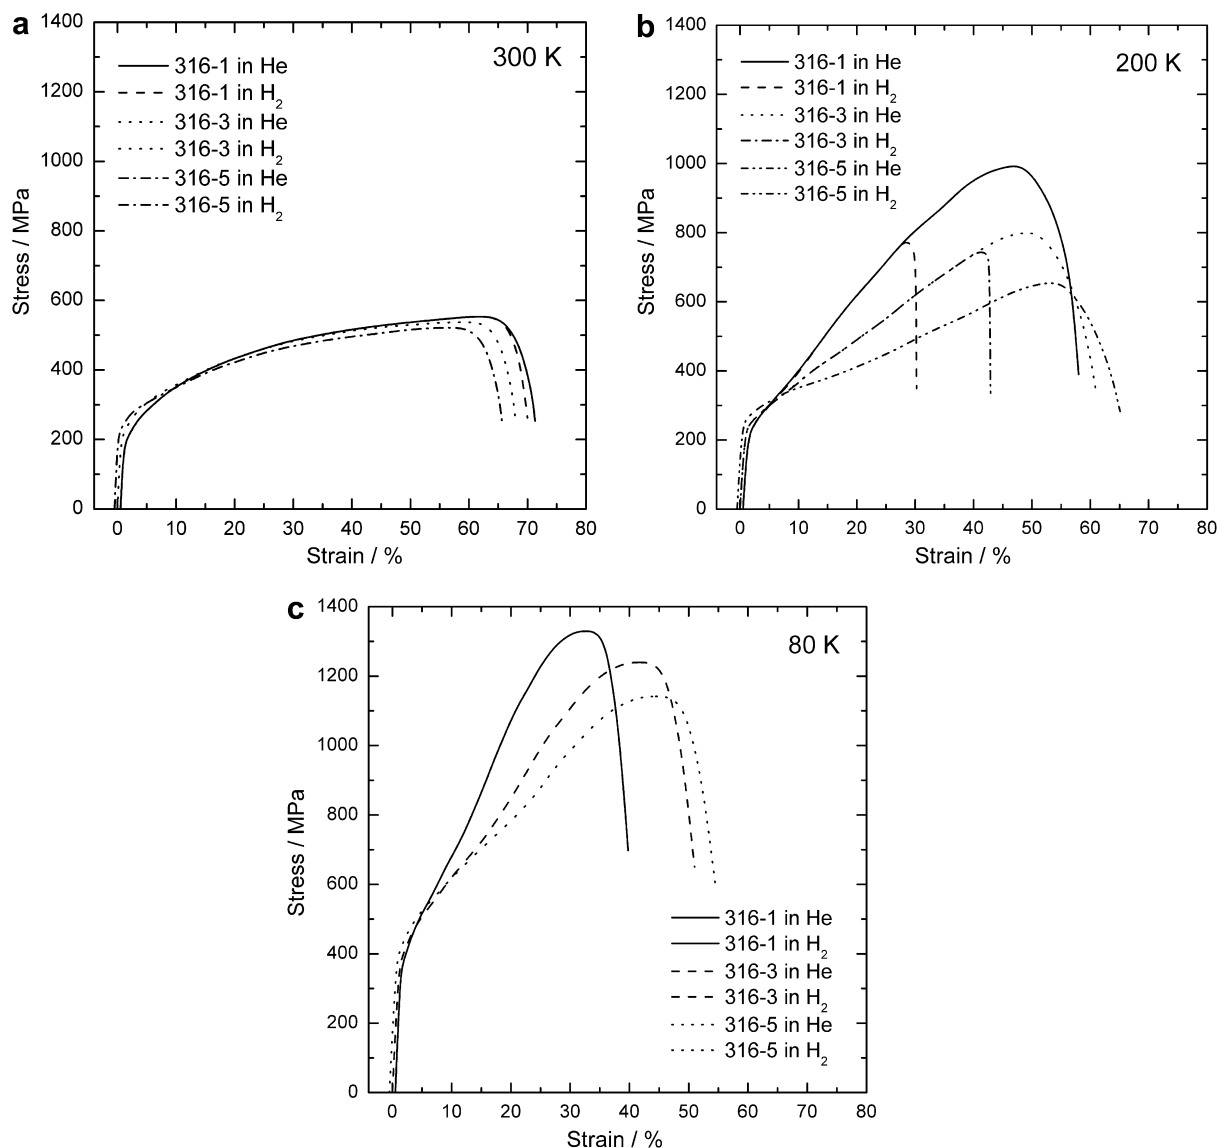 a
300 K
316-1 in He
316-1 in H2
316-3 in He
316-3 in H2
316-5 in He
316-5 in H2
1400
1200
1000
800
600
400
200
0
Stress / MPa
0 10 20 30 40 50 60 70 80
Strain / %
b
200 K
316-1 in He
316-1 in H2
316-3 in He
316-3 in H2
316-5 in He
316-5 in H2
1400
1200
1000
800
600
400
200
0
Stress / MPa
0 10 20 30 40 50 60 70 80
Strain / %
c
80 K
1400
1200
1000
800
600
400
200
0
Stress / MPa
316-1 in He
316-1 in H2
316-3 in He
316-3 in H2
316-5 in He
316-5 in H2
0 10 20 30 40 50 60 70 80
Strain / %